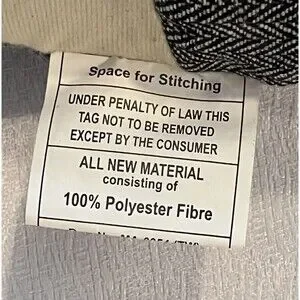 Space for Stitching
UNDER PENALTY OF LAW THIS
TAG NOT TO BE REMOVED
EXCEPT BY THE CONSUMER
ALL NEW MATERIAL
consisting of
100% Polyester Fibre